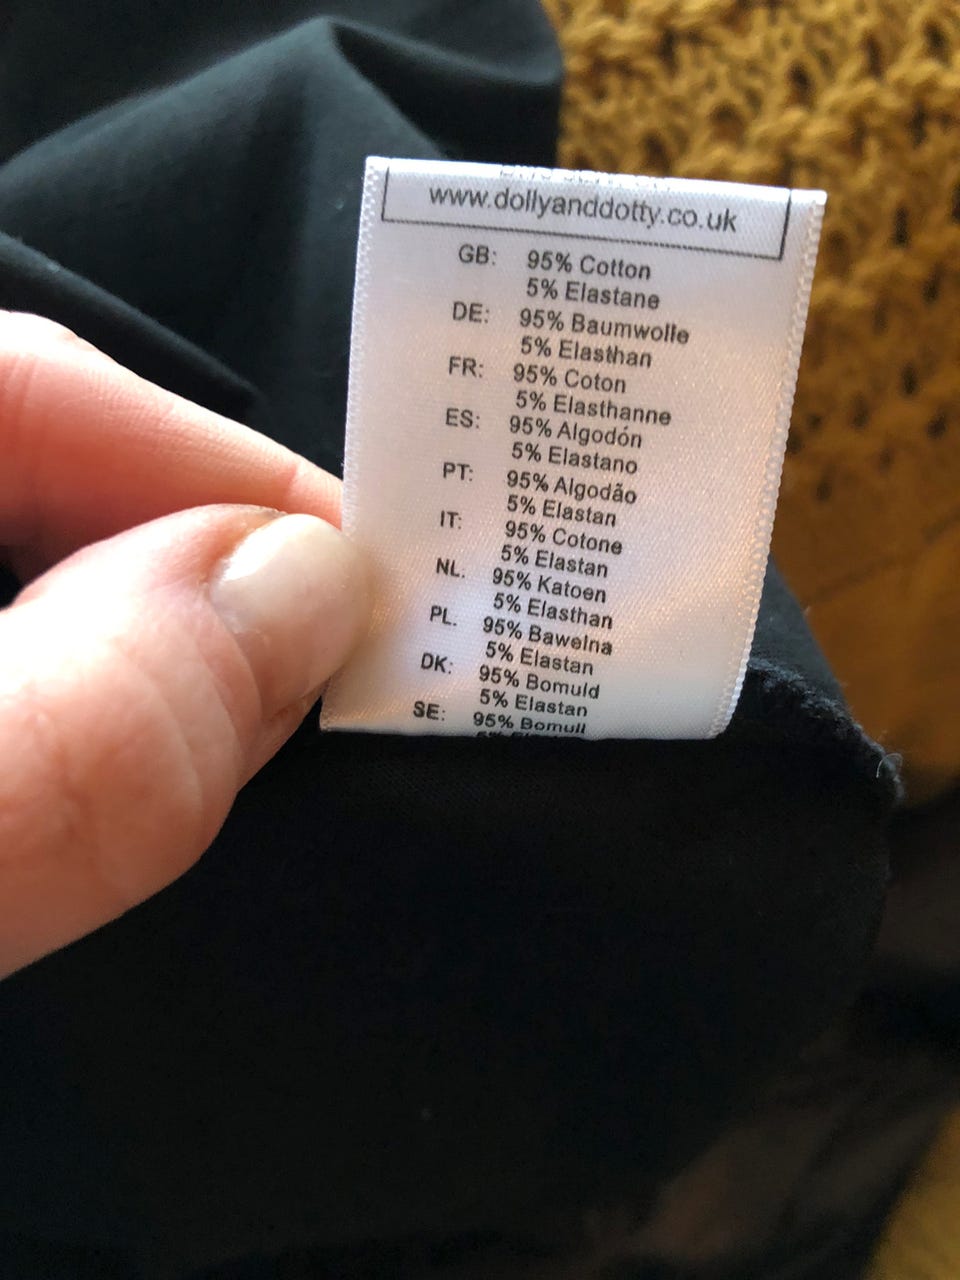 www.dollyanddotty.co.uk
GB: 95% Cotton
5% Elastane
DE: 95% Baumwolle
5% Elasthan
FR: 95% Coton
5% Elasthanne
ES: 95% Algodón
5% Elastano
PT: 95% Algodão
5% Elastan
IT: 95% Cotone
5% Elastan
NL. 95% Katoen
5% Elasthan
PL. 95% Bawelna
5% Elastan
DK: 95% Bomuld
5% Elastan
SE: 95% Bomull